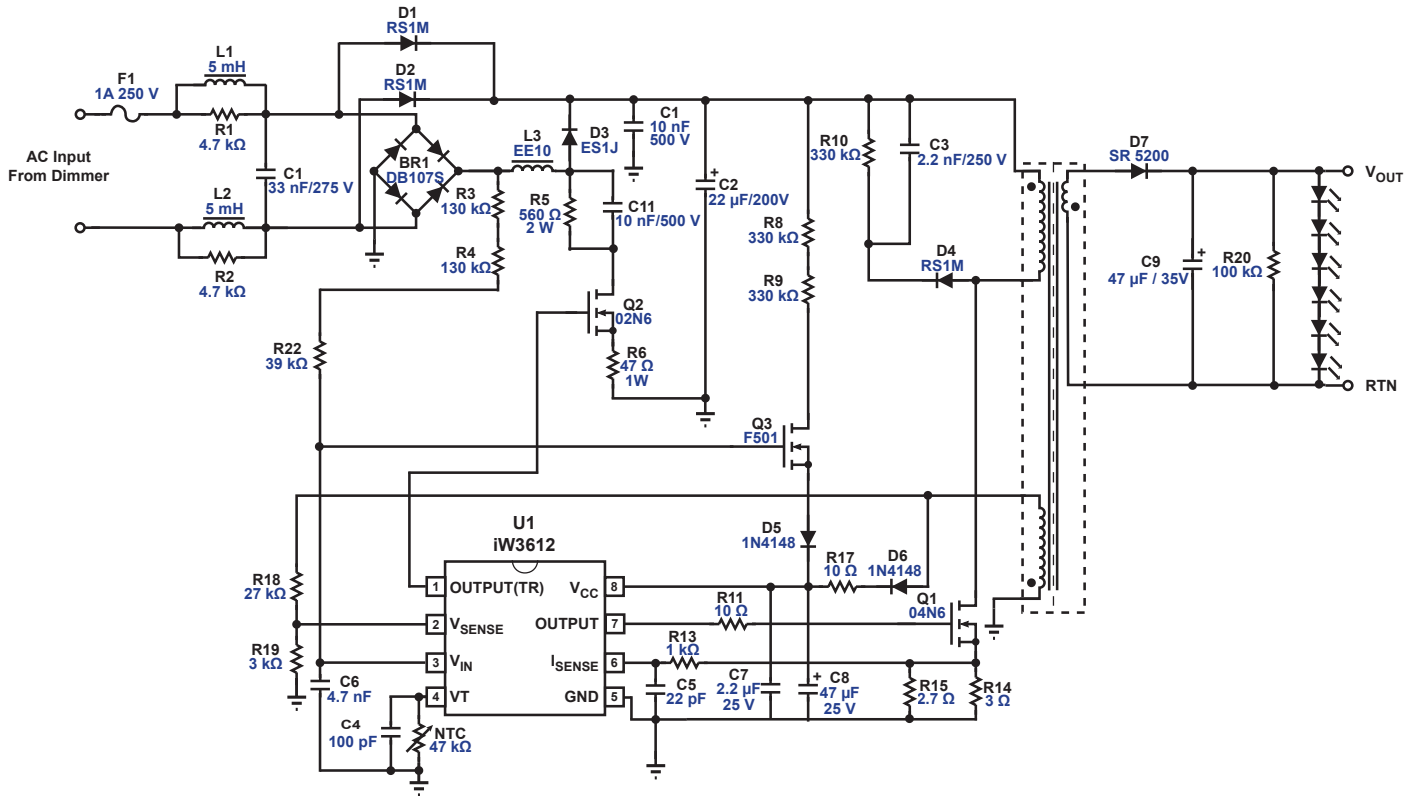 D1
RS1M
L1
5 mH
F1
1A 250 V
D2
RS1M
R1
4.7 kΩ
AC Input
From Dimmer
C1
33 nF/275 V
BR1
DB107S
L2
5 mH
R2
4.7 kΩ
L3
EE10
D3
ES1J
C1
10 nF
500 V
R3
130 kΩ
R5
560 Ω
2 W
C11
10 nF/500 V
C2
+
22 µF/200V
R4
130 kΩ
R10
330 kΩ
C3
2.2 nF/250 V
R8
330 kΩ
R9
330 kΩ
D4
RS1M
D7
SR 5200
VOUT
C9
+
47 µF / 35V
R20
100 kΩ
RTN
Q2
02N6
R6
47 Ω
1W
R22
39 kΩ
Q3
F501
U1
iW3612
D5
1N4148
R17
10 Ω
D6
1N4148
R18
27 kΩ
R19
3 kΩ
1 OUTPUT(TR)
VCC 8
2 VSENSE
OUTPUT 7
3 VIN
ISENSE 6
4 VT
GND 5
R11
10 Ω
Q1
04N6
R13
1 kΩ
C6
4.7 nF
C4
100 pF
NTC
47 kΩ
C5
22 pF
C7
2.2 µF
25 V
+
C8
47 µF
25 V
R15
2.7 Ω
R14
3 Ω